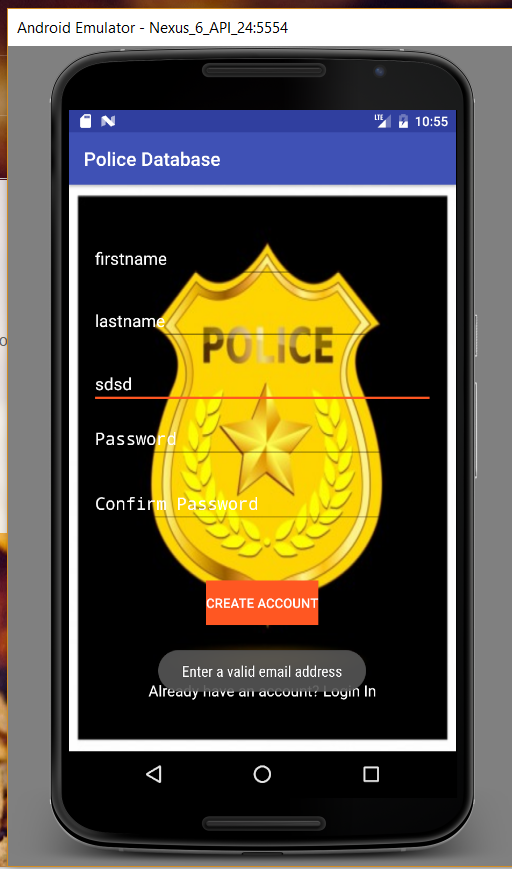 Android Emulator - Nexus_6_API_24:5554
LTE 10:55
Police Database
firstname
lastname
POLICE
sdsd
Password
Confirm Password
CREATE ACCOUNT
Enter a valid email address
Already have an account? Login In